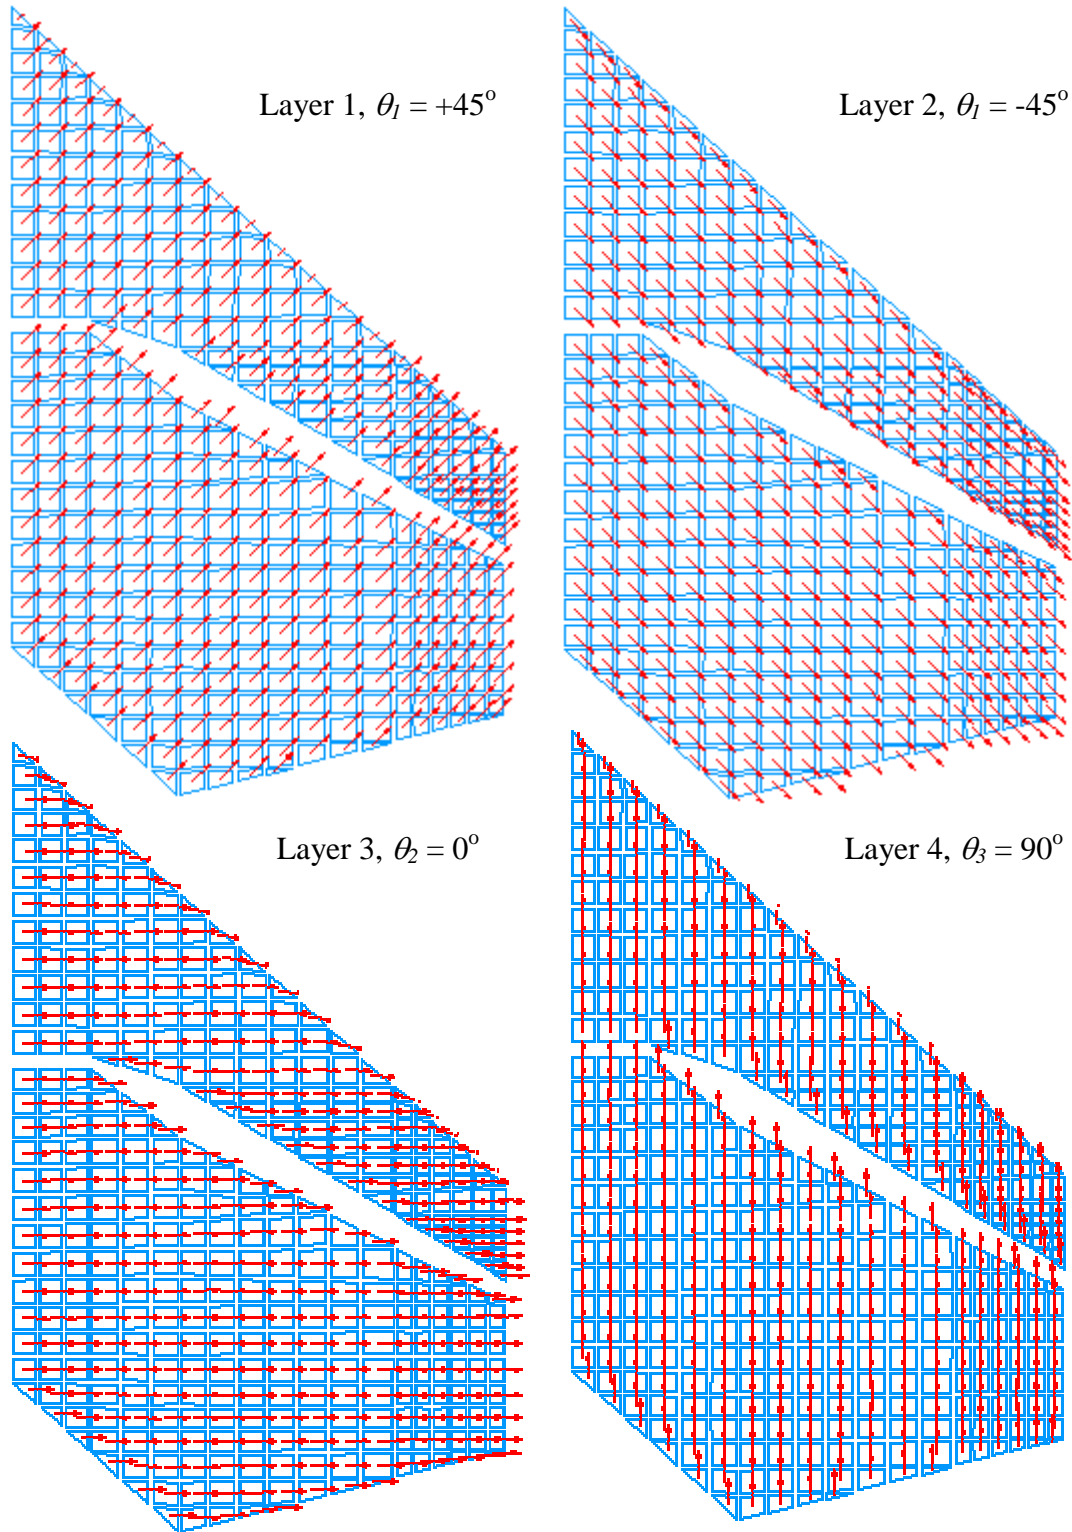 Layer 1, θ1 = +45°
Layer 2, θ1 = -45°
Layer 3, θ2 = 0°
Layer 4, θ3 = 90°